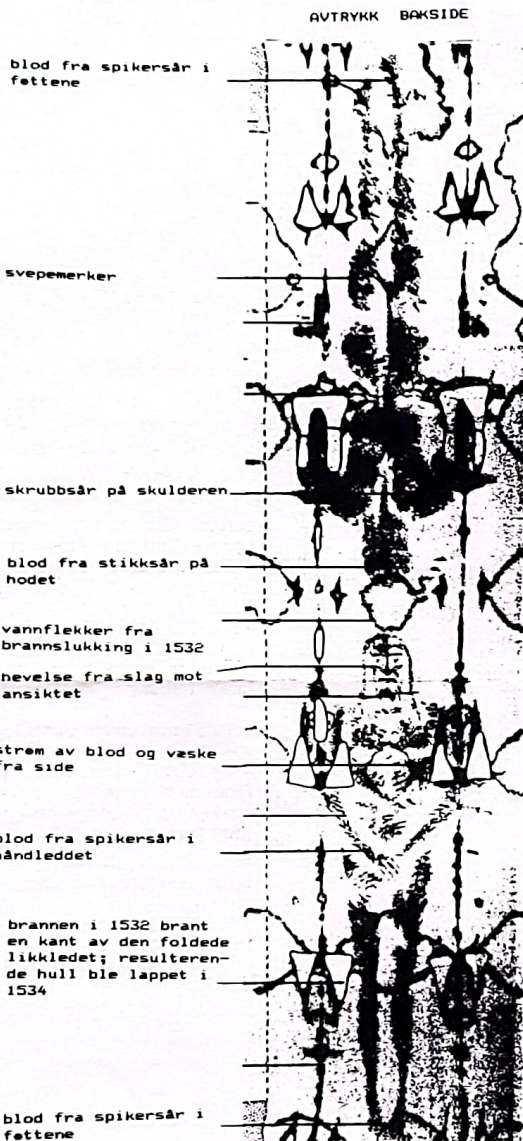 AVTRYKK BAKSIDE
blod fra spikersår i
føttene
svepemerker
skrubbsår på skulderen
blod fra stikksår på
hodet
vannflekker fra
brannslukking i 1532
hevelse fra slag mot
ansiktet
strøm av blod og væske
fra side
blod fra spikersår i
håndleddet
brannen i 1532 brant
en kant av den foldede
likkledet; resulteren-
de hull ble lappet i
1534
blod fra spikersår i
føttene